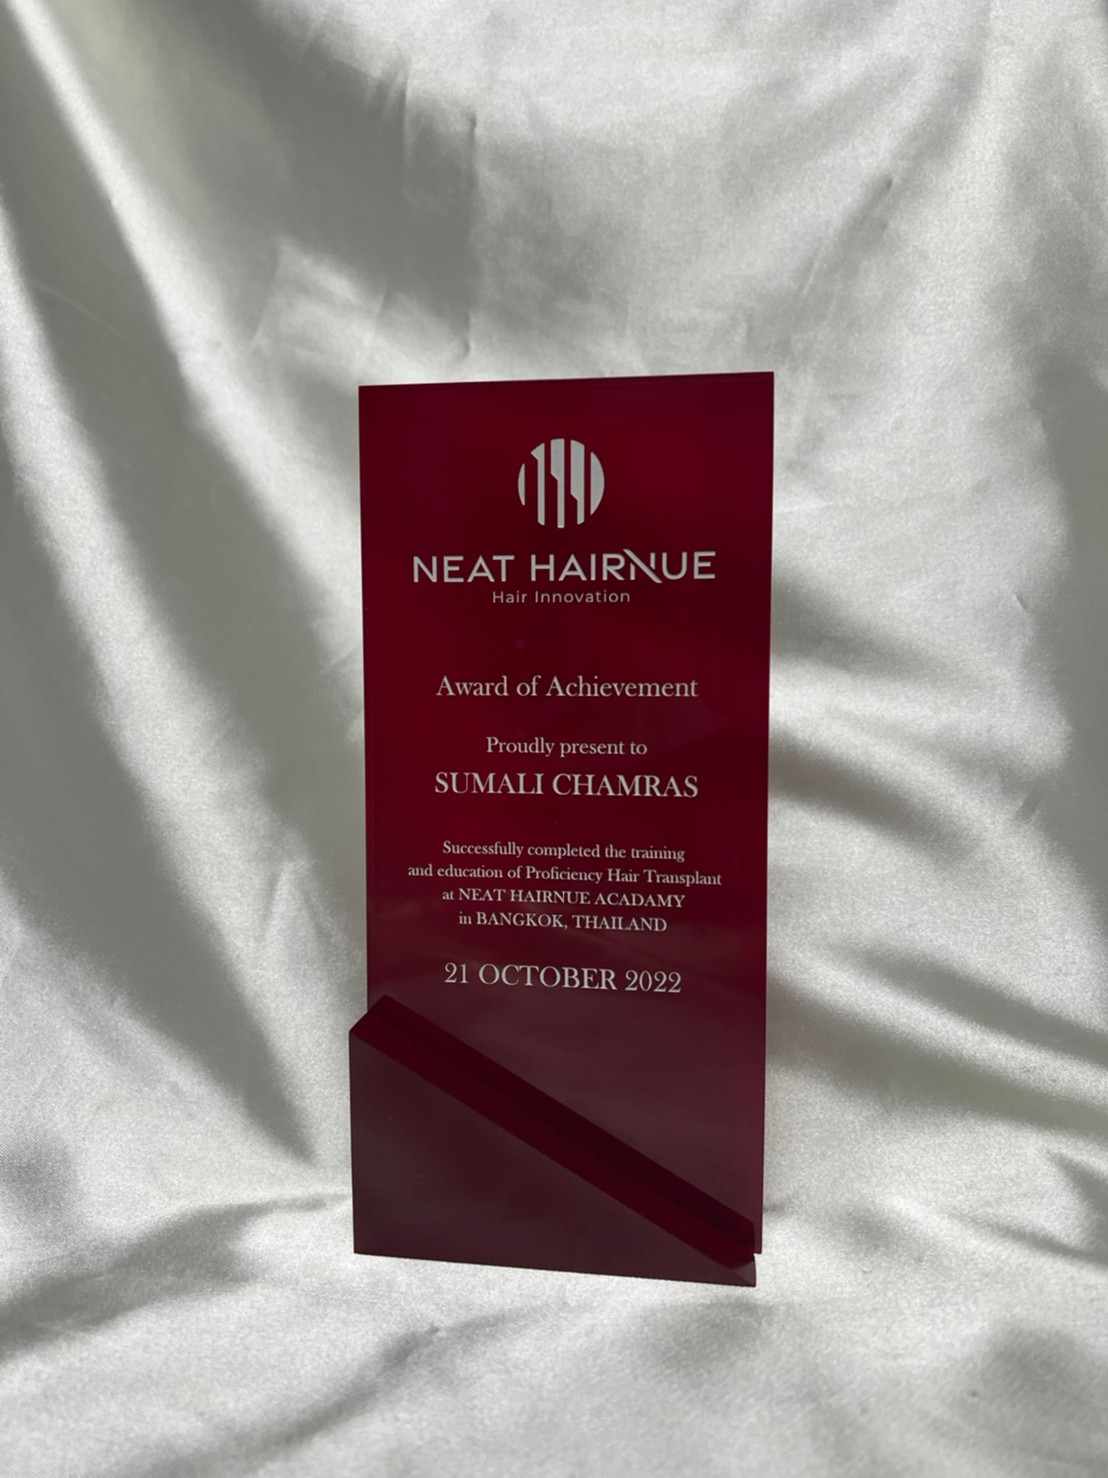 NEAT HAIRNUE
Hair Innovation
Award of Achievement
Proudly present to
SUMALI CHAMRAS
Successfully completed the training
and education of Proficiency Hair Transplant
at NEAT HAIRNUE ACADAMY
in BANGKOK, THAILAND
21 OCTOBER 2022